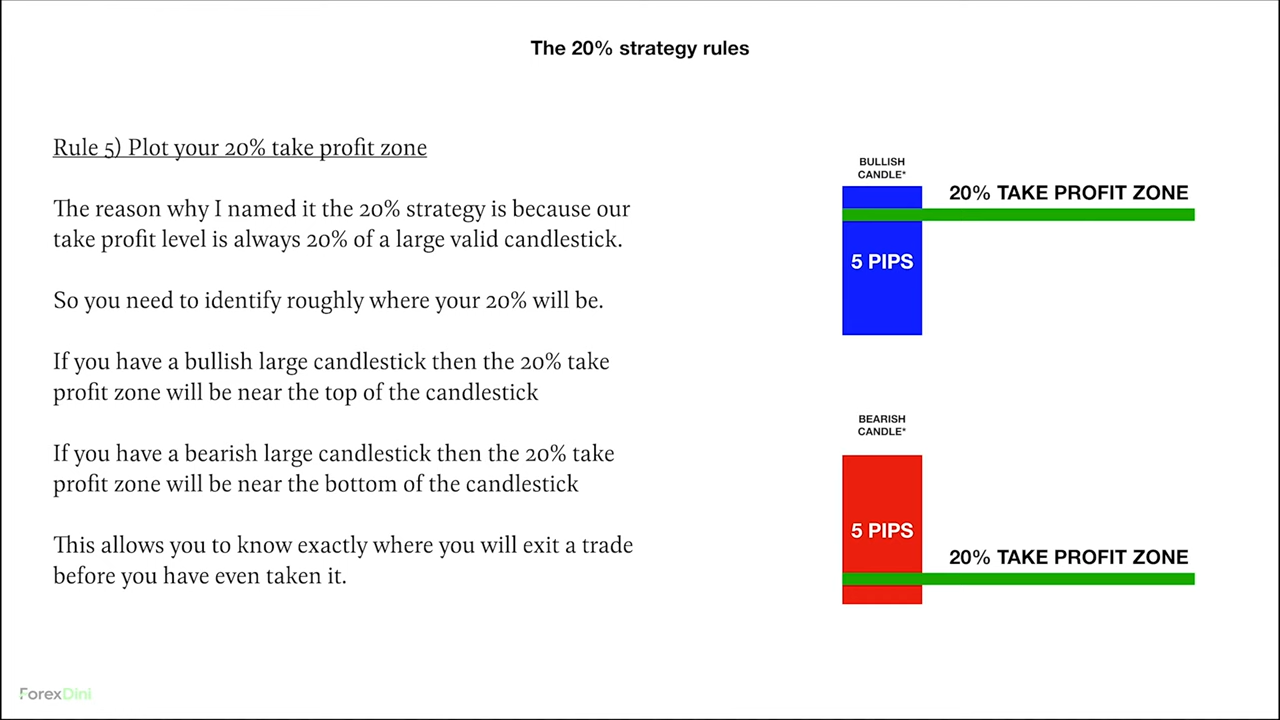 The 20% strategy rules
Rule 5) Plot your 20% take profit zone
The reason why I named it the 20% strategy is because our
take profit level is always 20% of a large valid candlestick.
So you need to identify roughly where your 20% will be.
If you have a bullish large candlestick then the 20% take
profit zone will be near the top of the candlestick
If you have a bearish large candlestick then the 20% take
profit zone will be near the bottom of the candlestick
This allows you to know exactly where you will exit a trade
before you have even taken it.
BULLISH
CANDLE*
20% TAKE PROFIT ZONE
5 PIPS
BEARISH
CANDLE*
5 PIPS
20% TAKE PROFIT ZONE
ForexDini